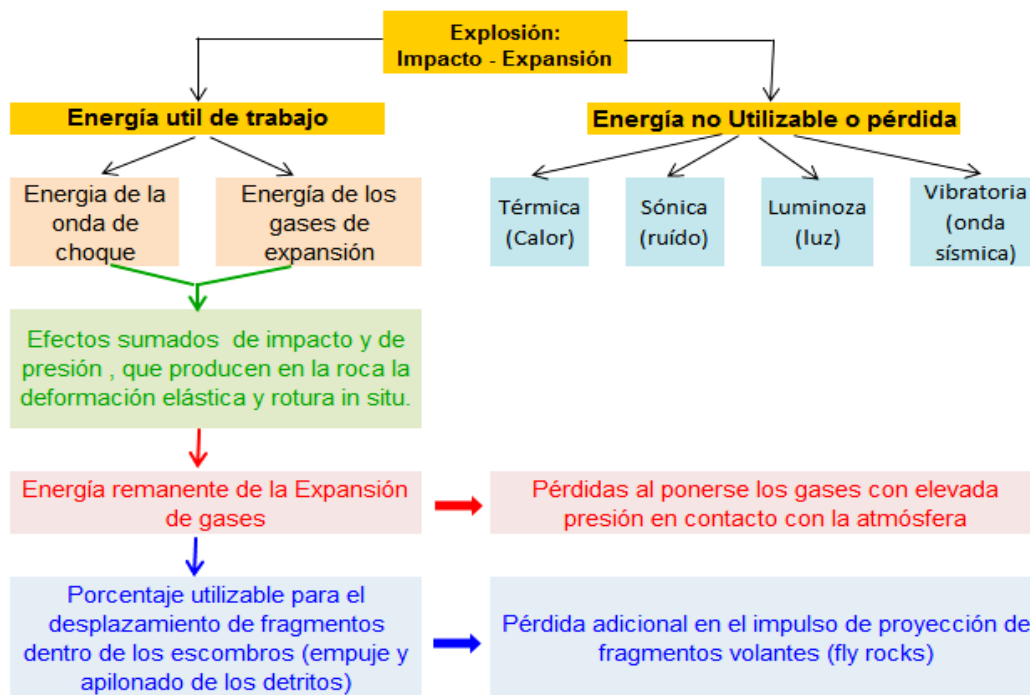 Explosión:
Impacto - Expansión
Energía util de trabajo
Energía no Utilizable o pérdida
Energia de la
onda de
choque
Energía de los
gases de
expansión
Térmica
(Calor)
Sónica
(ruído)
Luminoza
(luz)
Vibratoria
(onda
sísmica)
Efectos sumados de impacto y de
presión , que producen en la roca la
deformación elástica y rotura in situ.
Energía remanente de la Expansión
de gases
Pérdidas al ponerse los gases con elevada
presión en contacto con la atmósfera
Porcentaje utilizable para el
desplazamiento de fragmentos
dentro de los escombros (empuje y
apilonado de los detritos)
Pérdida adicional en el impulso de proyección de
fragmentos volantes (fly rocks)